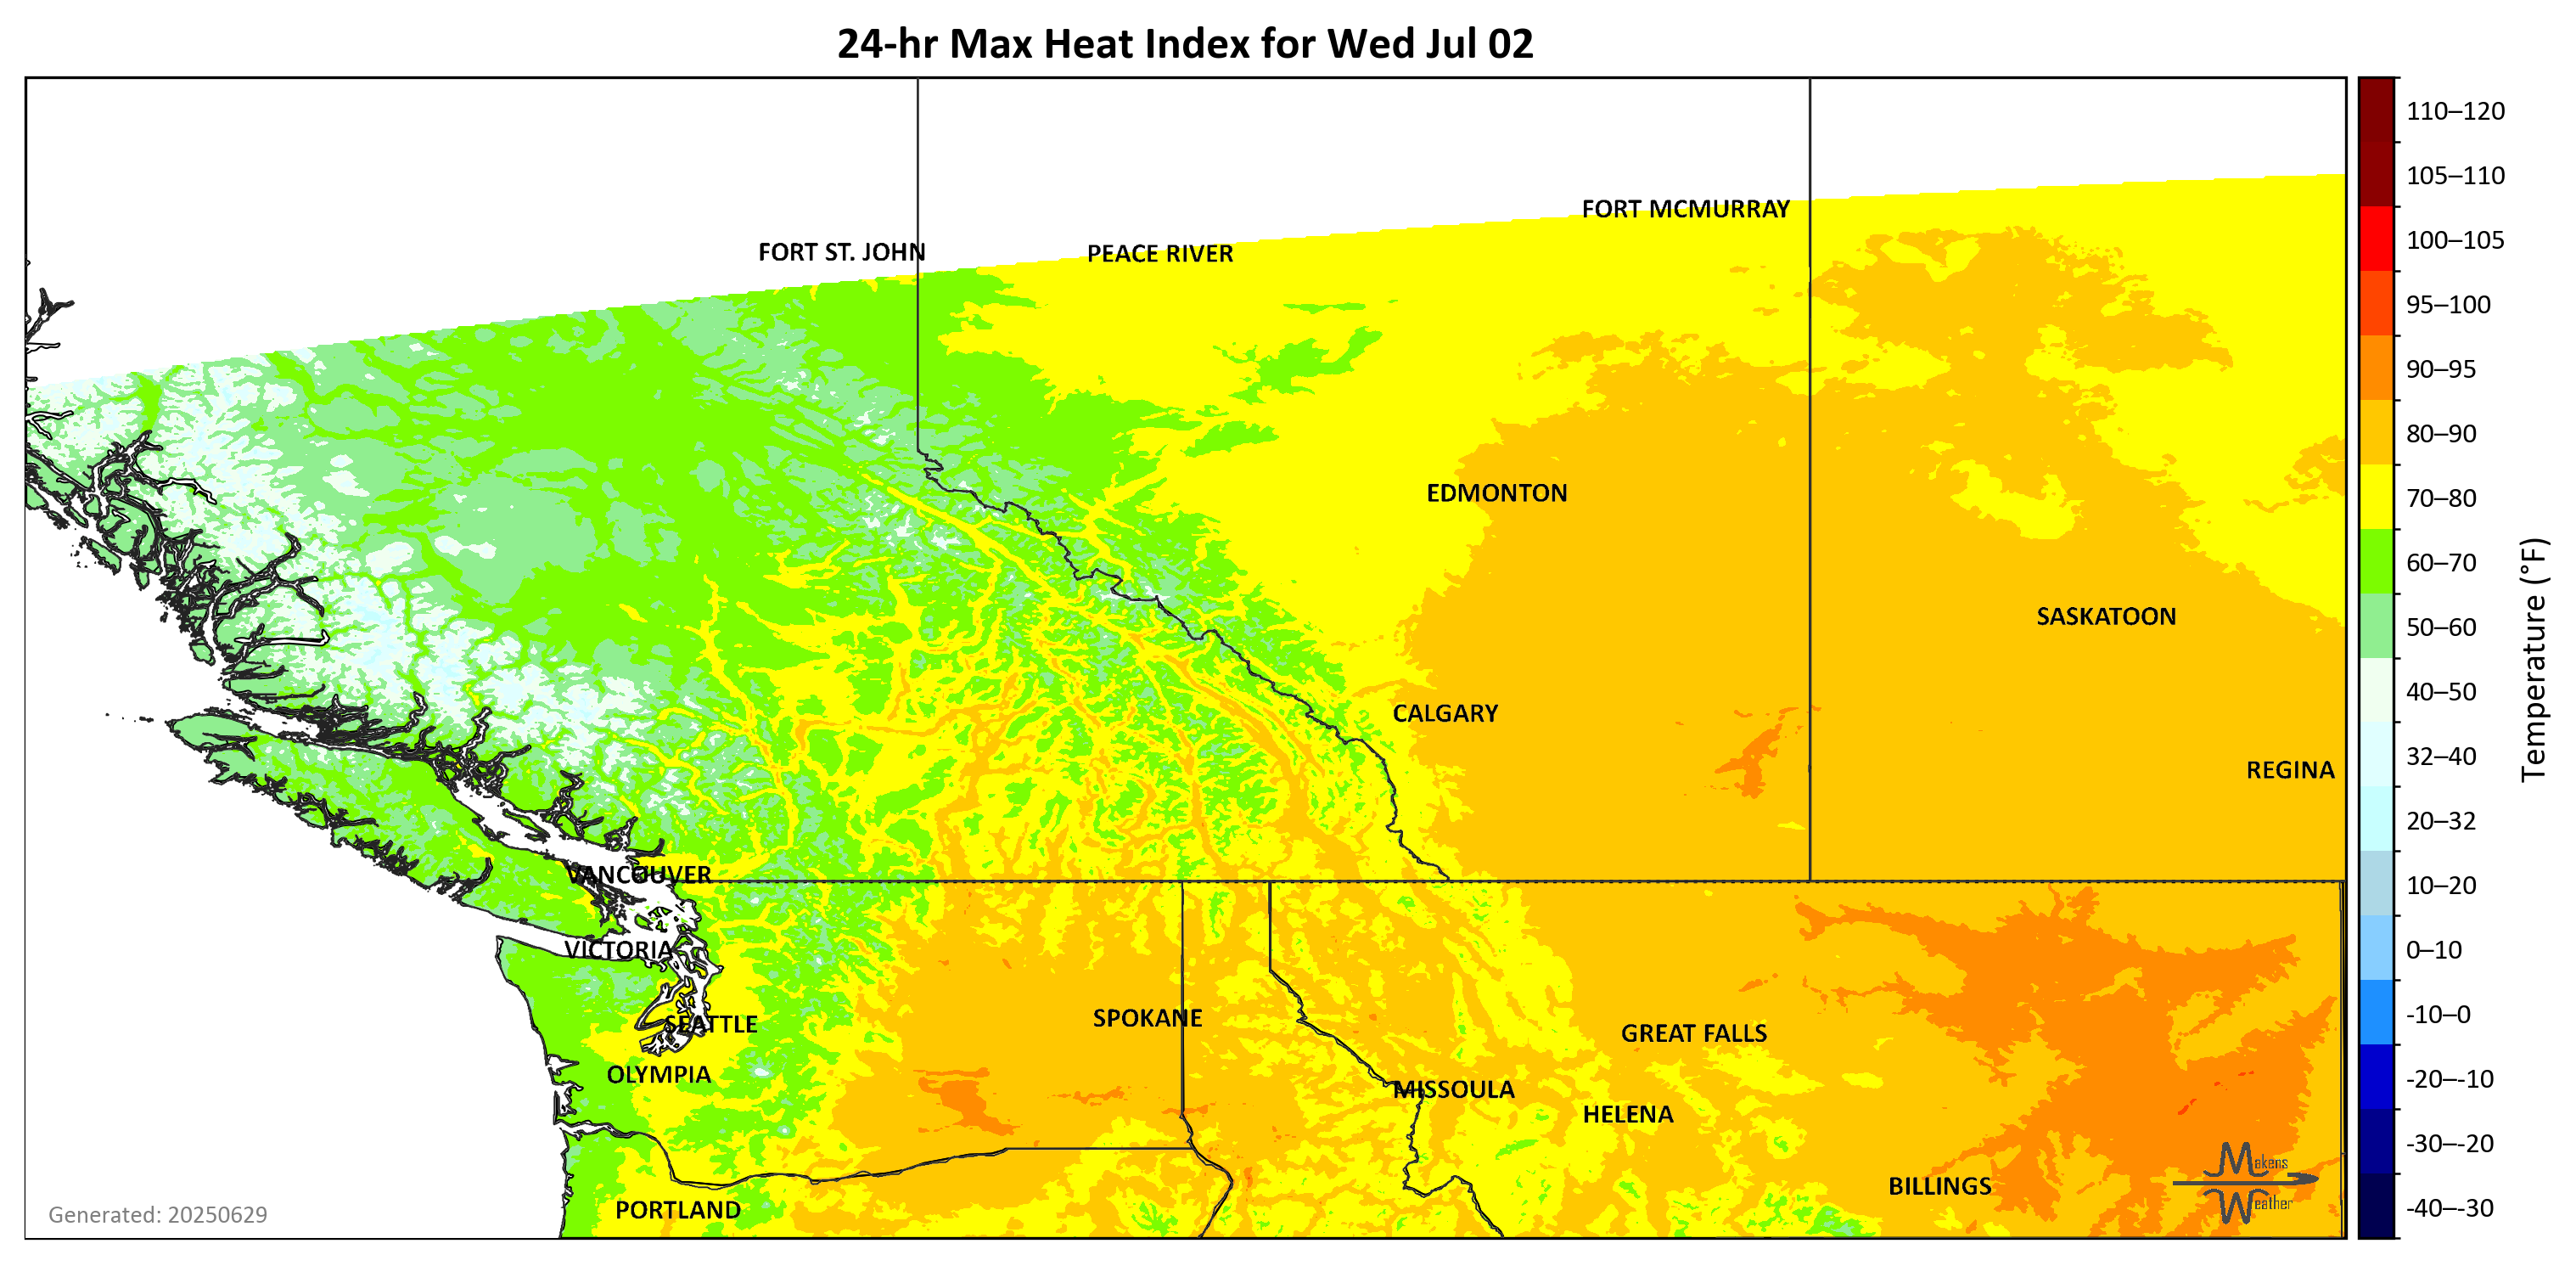 24-hr Max Heat Index for Wed Jul 02
110–120
105–110
100–105
95–100
90–95
80–90
70–80
60–70
50–60
40–50
32–40
20–32
10–20
0–10
-10–0
-20–-10
-30–-20
-40–-30
Temperature (°F)
FORT MCMURRAY
FORT ST. JOHN
PEACE RIVER
EDMONTON
SASKATOON
CALGARY
REGINA
VANCOUVER
VICTORIA
SPOKANE
SEATTLE
GREAT FALLS
OLYMPIA
MISSOULA
HELENA
BILLINGS
PORTLAND
Makens
Weather
Generated: 20250629